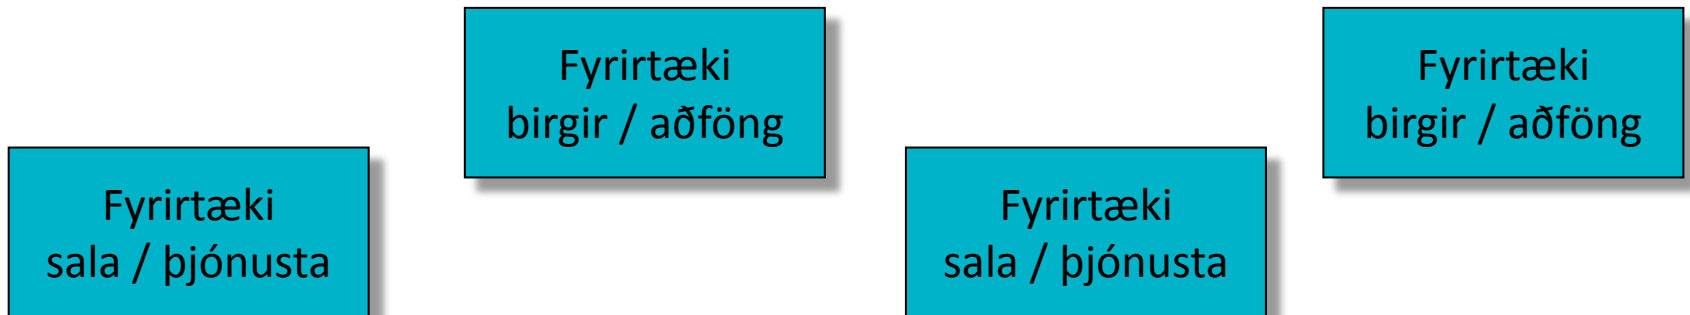 Fyrirtæki
birgir / aðföng
Fyrirtæki
birgir / aðföng
Fyrirtæki
sala / þjónusta
Fyrirtæki
sala / þjónusta